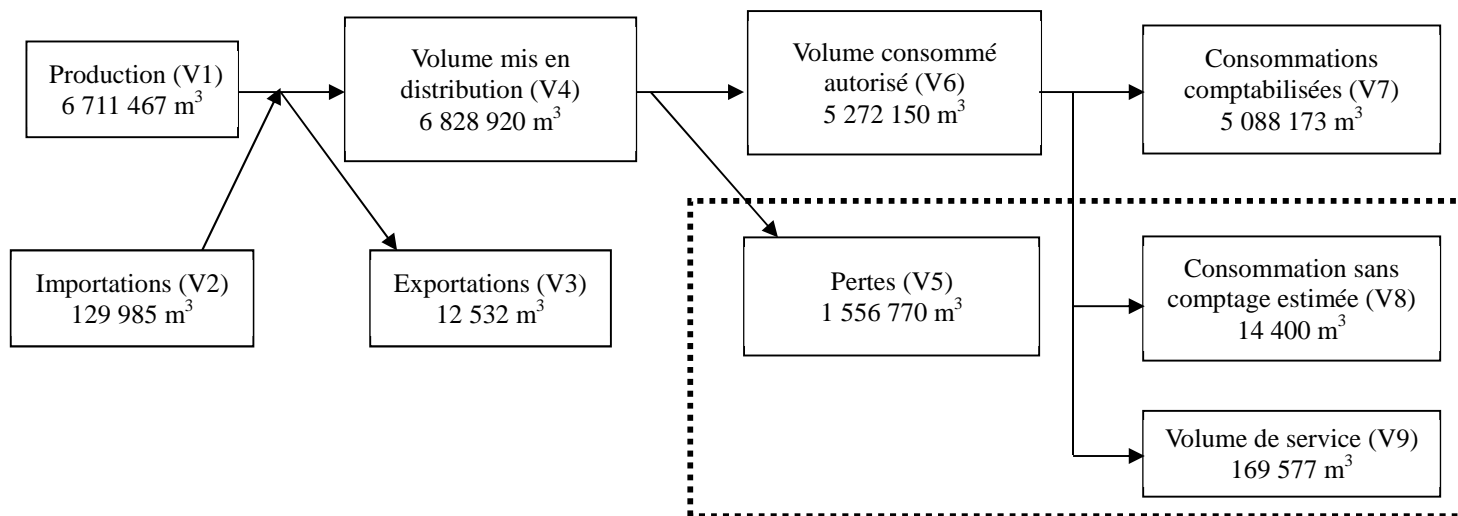 Production (V1)
6 711 467 m³
Volume mis en
distribution (V4)
6 828 920 m³
Volume consommé
autorisé (V6)
5 272 150 m³
Consommations
comptabilisées (V7)
5 088 173 m³
Importations (V2)
129 985 m³
Exportations (V3)
12 532 m³
Pertes (V5)
1 556 770 m³
Consommation sans
comptage estimée (V8)
14 400 m³
Volume de service (V9)
169 577 m³